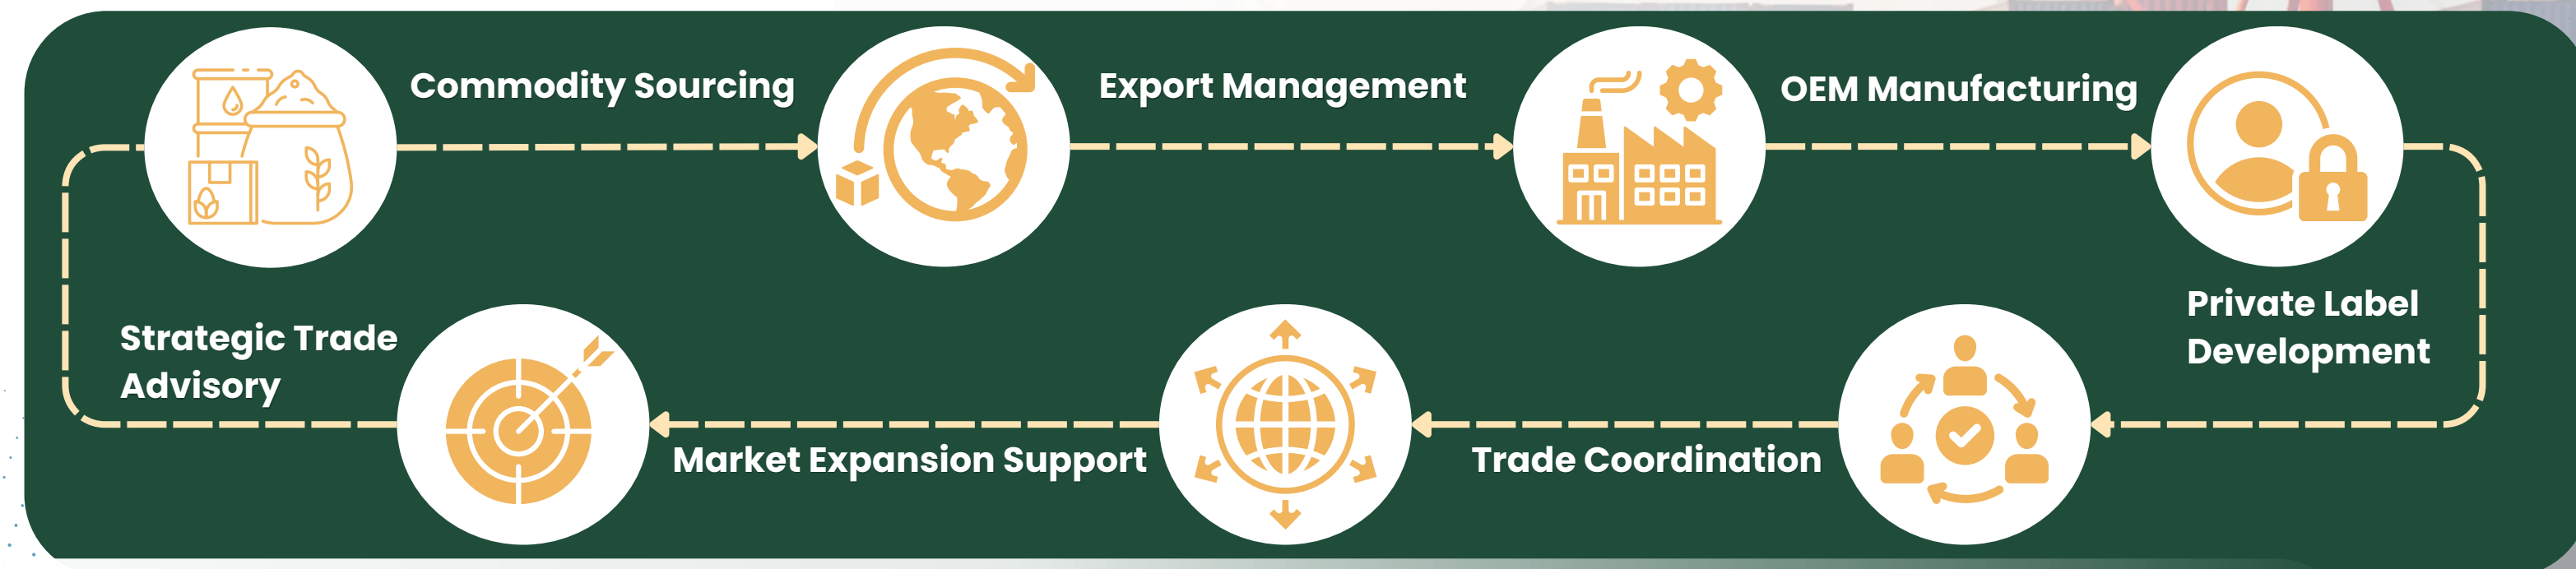 Commodity Sourcing
Export Management
OEM Manufacturing
Private Label
Development
Trade Coordination
Market Expansion Support
Strategic Trade
Advisory